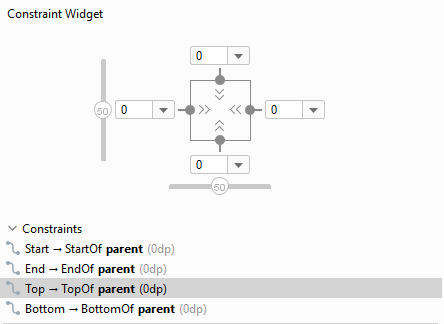 Constraint Widget
0
50
0
0
0
50
Constraints
Start → StartOf parent (0dp)
End → EndOf parent (0dp)
Top → TopOf parent (0dp)
Bottom → BottomOf parent (0dp)